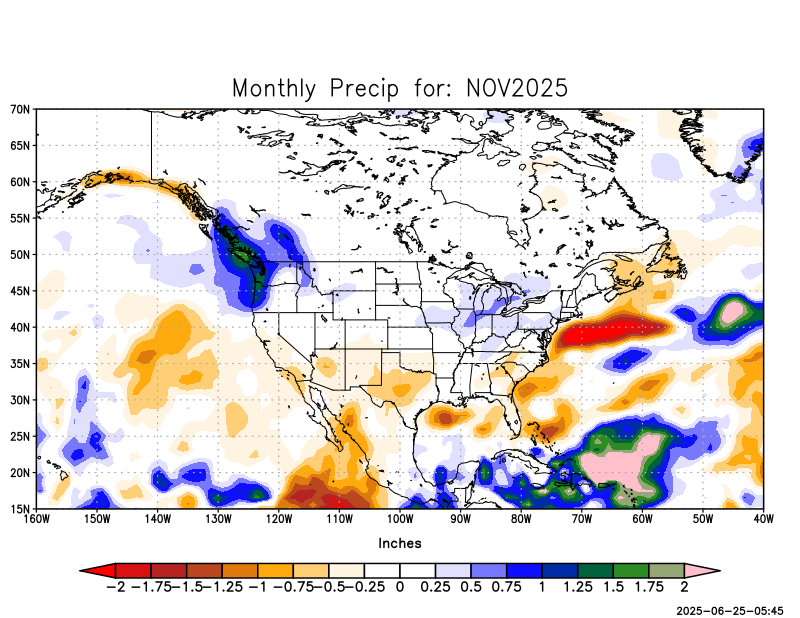 Monthly Precip for: NOV2025
70N
65N
60N
55N
50N
45N
40N
35N
30N
25N
20N
15N
160W 150W 140W 130W 120W 110W 100W 90W 80W 70W 60W 50W 40W
Inches
-2 -1.75 -1.5 -1.25 -1 -0.75 -0.5 -0.25 0 0.25 0.5 0.75 1 1.25 1.5 1.75 2
2025-06-25-05:45